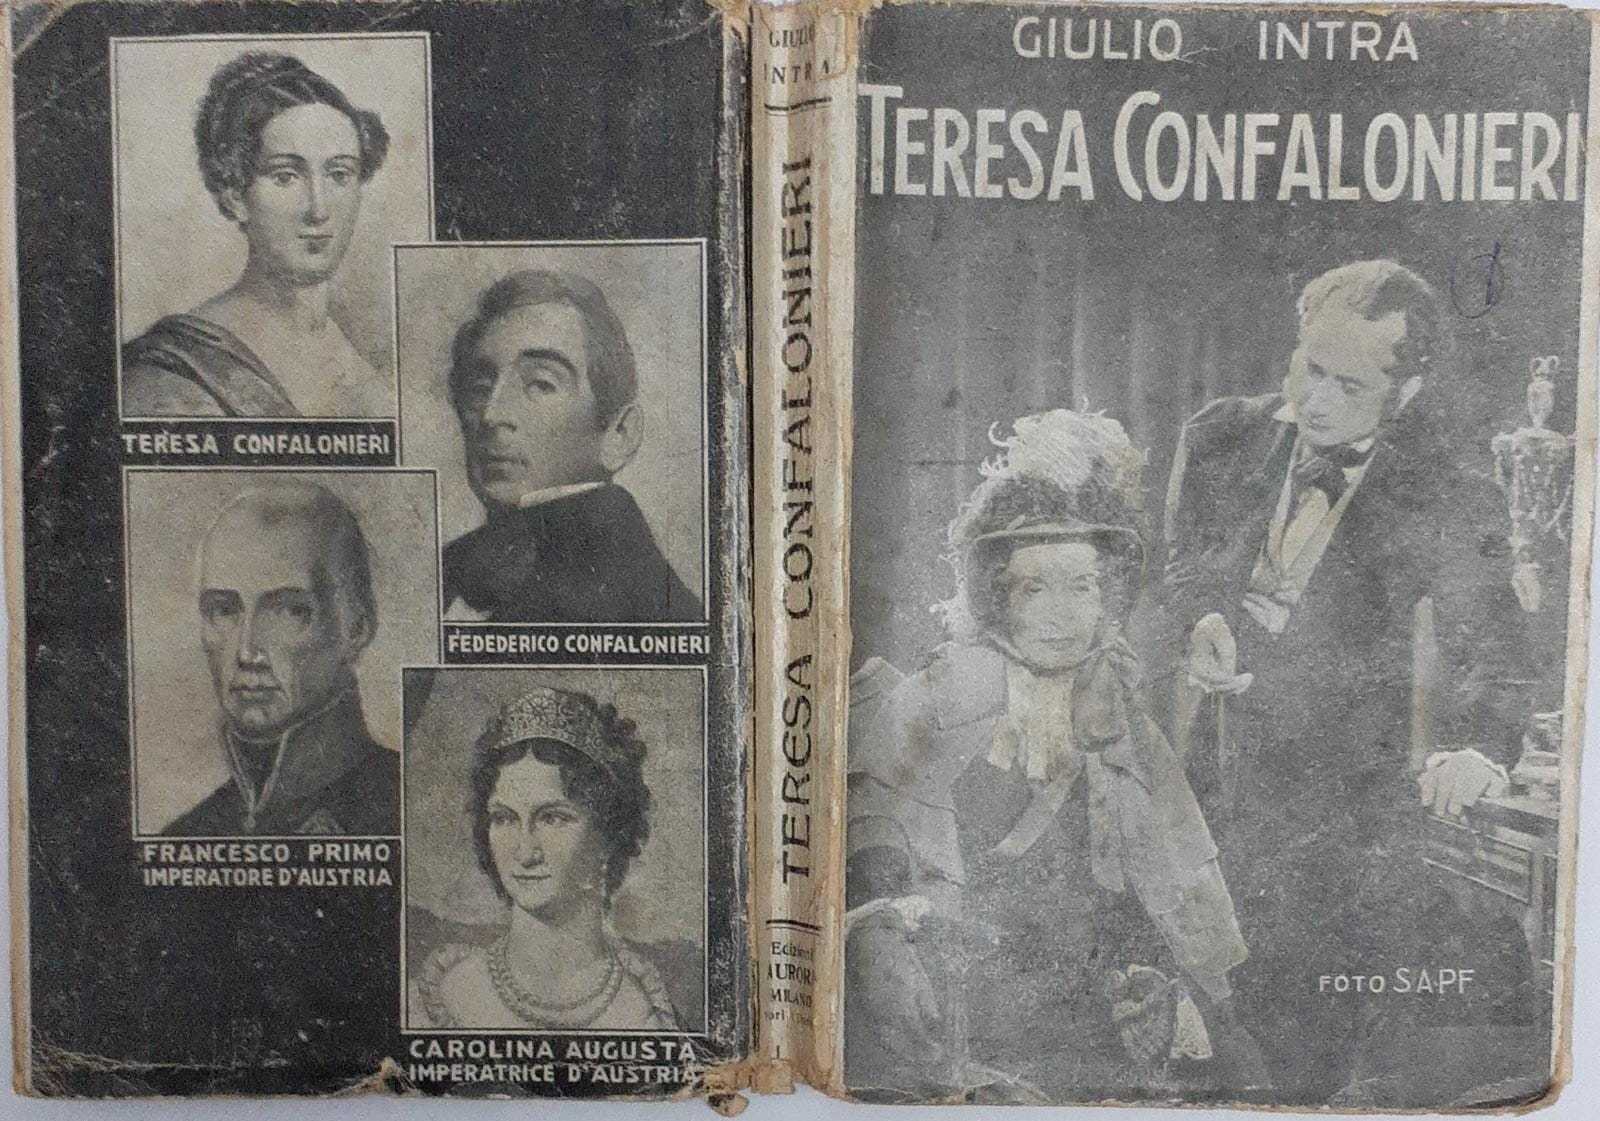 TERESA CONFALONIERI
FEDEDERICO CONFALONIERI
FRANCESCO PRIMO
IMPERATORE D'AUSTRIA
CAROLINA AUGUSTA
IMPERATRICE D'AUSTRIA
GIULIO
INTRA
TERESA CONFALONIERI
Edizioni
AURORA
MILANO
GIULIO INTRA
TERESA CONFALONIERI
FOTO SAPF